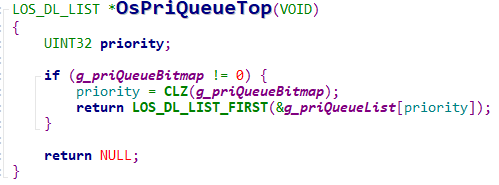 LOS_DL_LIST *OsPriQueueTop(VOID)
{
    UINT32 priority;

    if (g_priQueueBitmap != 0) {
        priority = CLZ(g_priQueueBitmap);
        return LOS_DL_LIST_FIRST(&g_priQueueList[priority]);
    }

    return NULL;
}